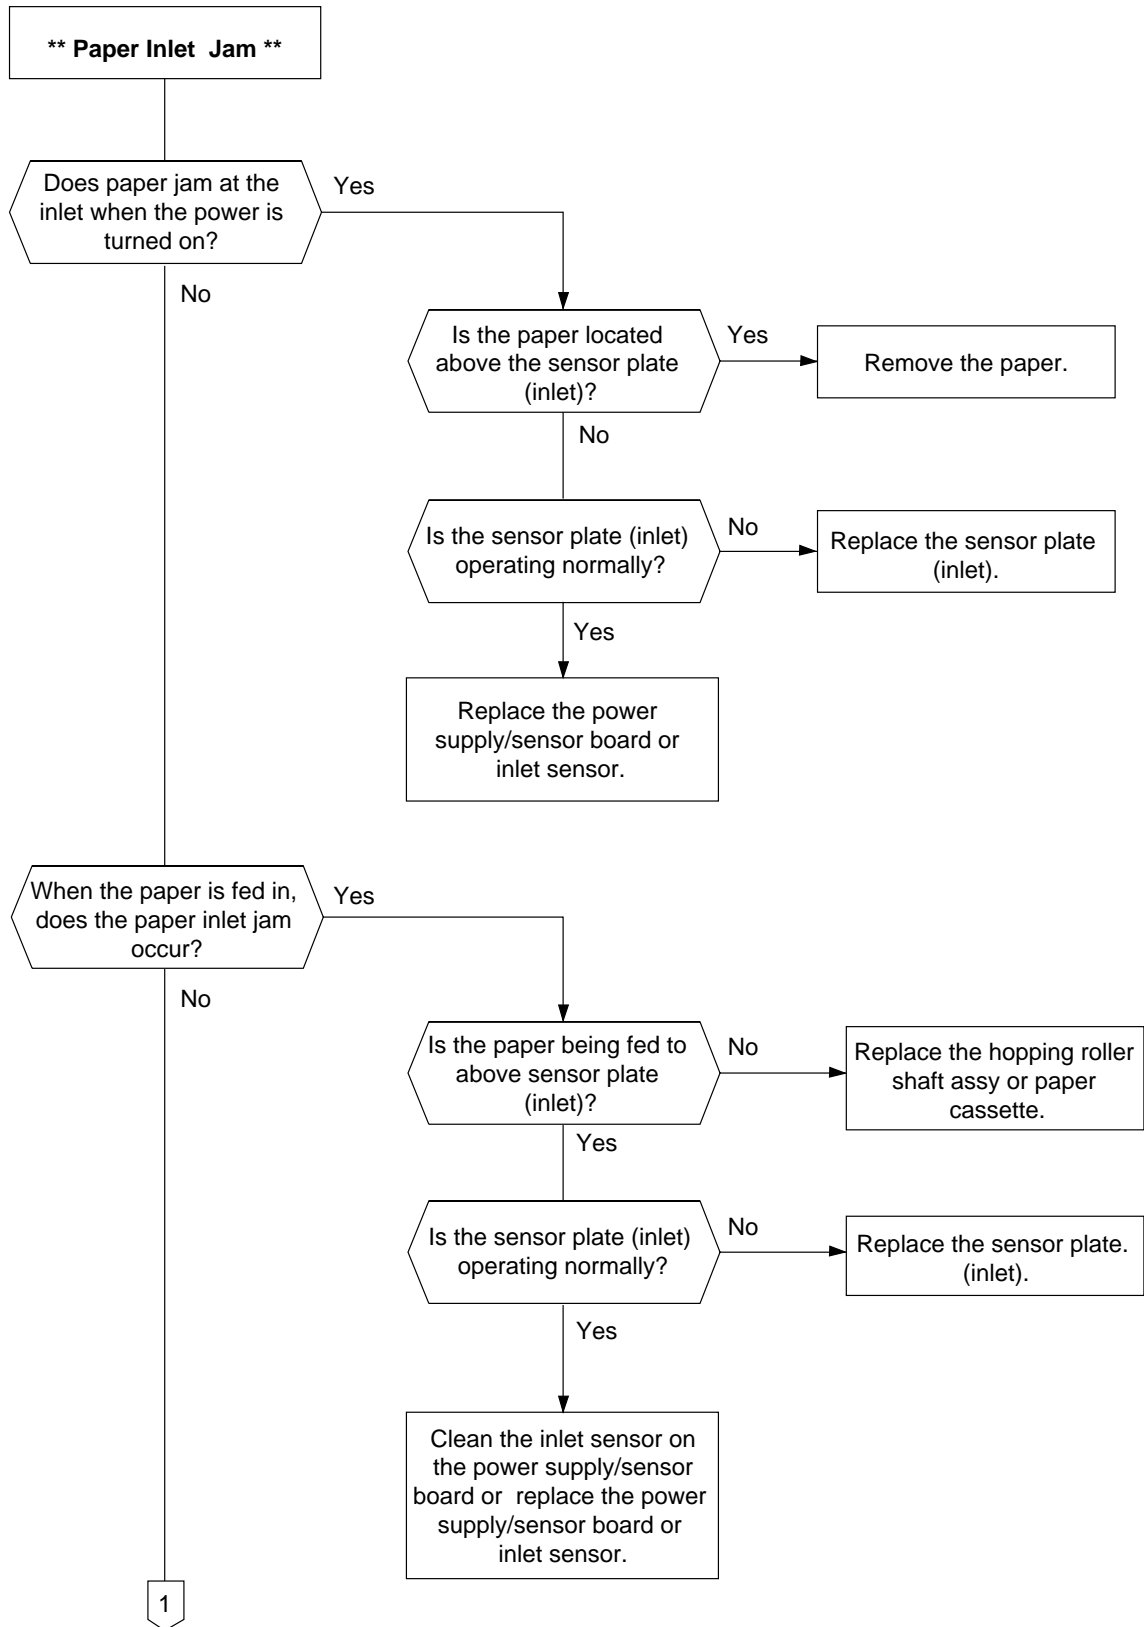 ** Paper Inlet  Jam **
Does paper jam at the
inlet when the power is
turned on?
Yes
No
Is the paper located
above the sensor plate
(inlet)?
Yes
Remove the paper.
No
Is the sensor plate (inlet)
operating normally?
No
Replace the sensor plate
(inlet).
Yes
Replace the power
supply/sensor board or
inlet sensor.
When the paper is fed in,
does the paper inlet jam
occur?
Yes
No
Is the paper being fed to
above sensor plate
(inlet)?
No
Replace the hopping roller
shaft assy or paper
cassette.
Yes
Is the sensor plate (inlet)
operating normally?
No
Replace the sensor plate.
(inlet).
Yes
Clean the inlet sensor on
the power supply/sensor
board or  replace the power
supply/sensor board or
inlet sensor.
1